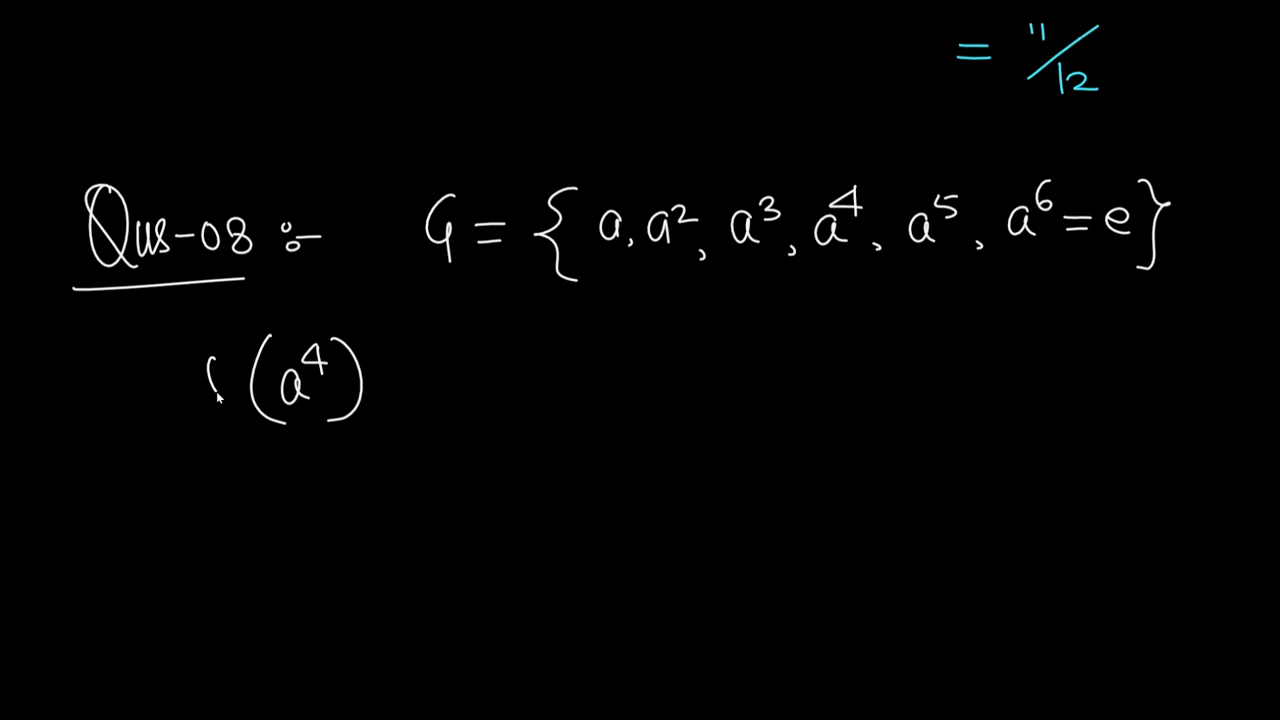 = 11/12
Qus-08 :- G = { a, a², a³, a⁴, a⁵, a⁶ = e }
( (a⁴)